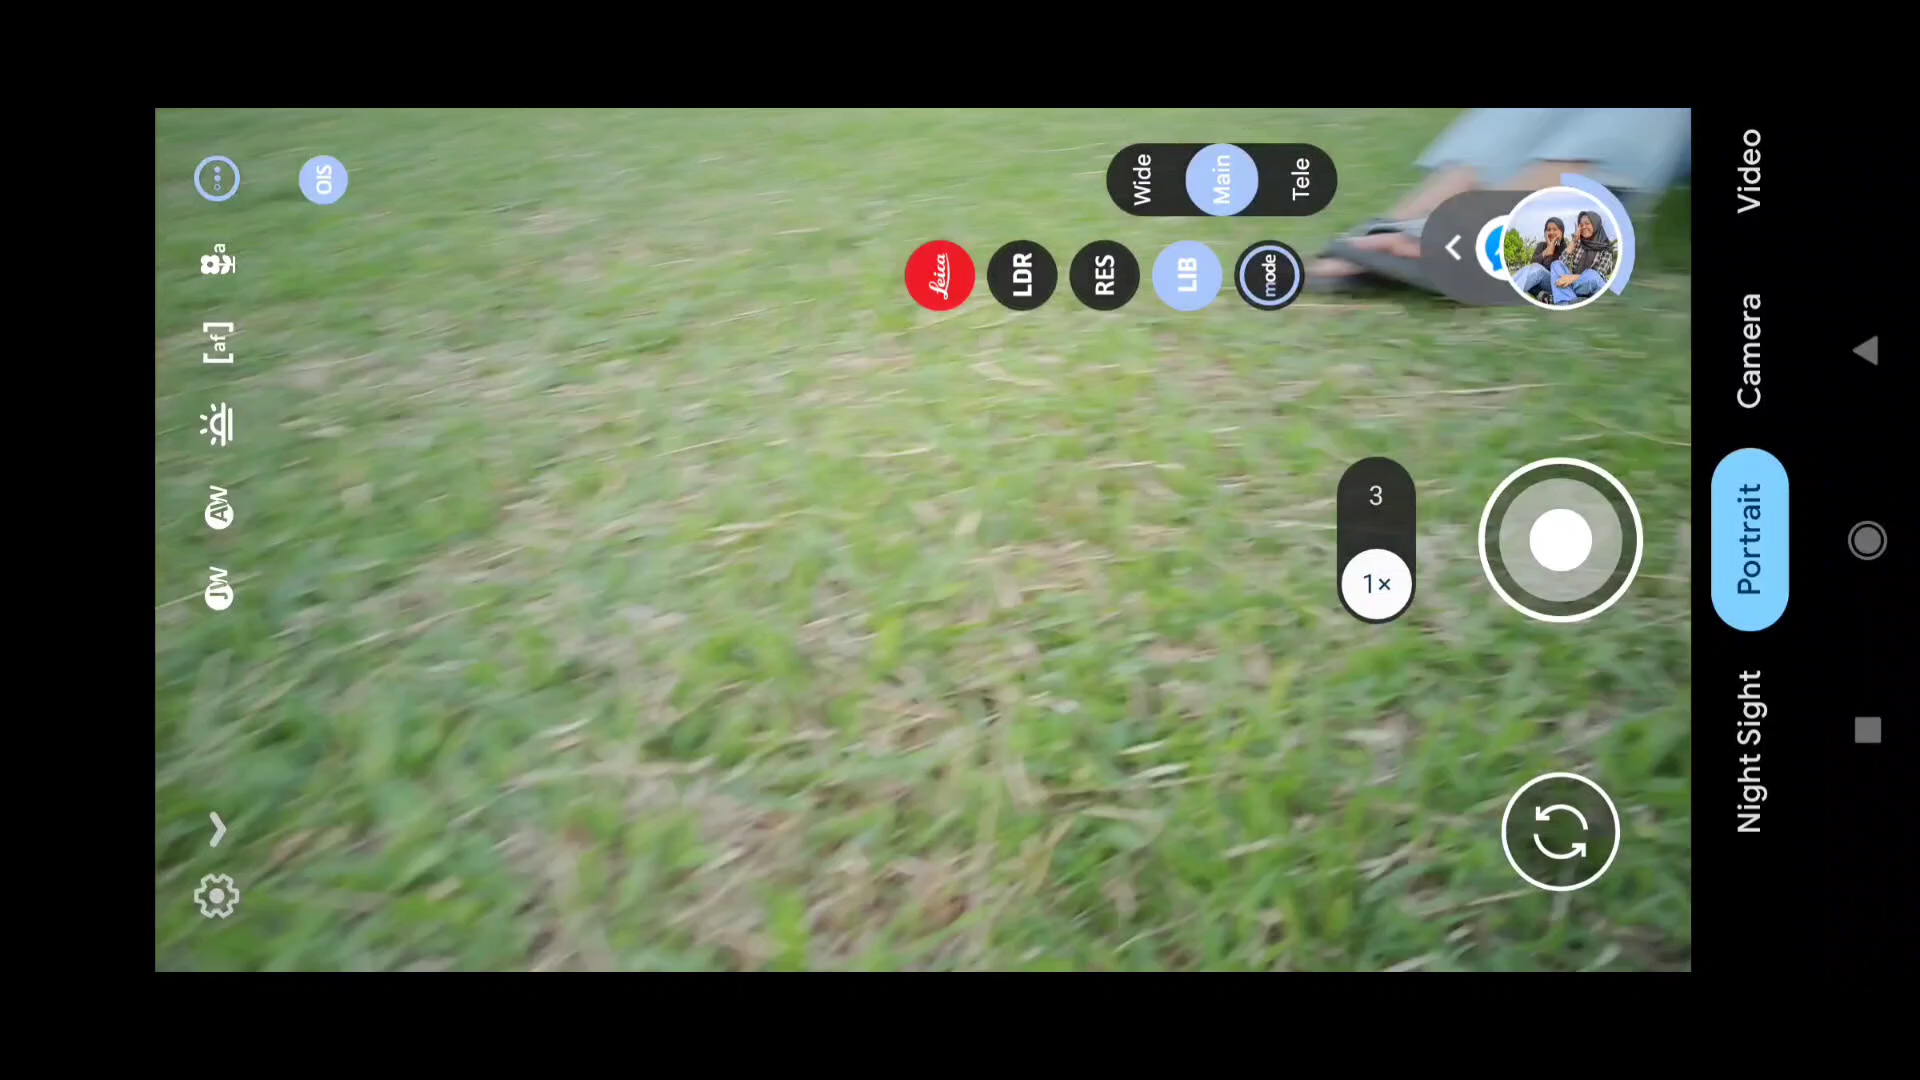 OIS
a
[af]
AW
JW
Wide
Main
Tele
Leica
LDR
RES
LIB
mode
3
1×
Video
Camera
Portrait
Night Sight